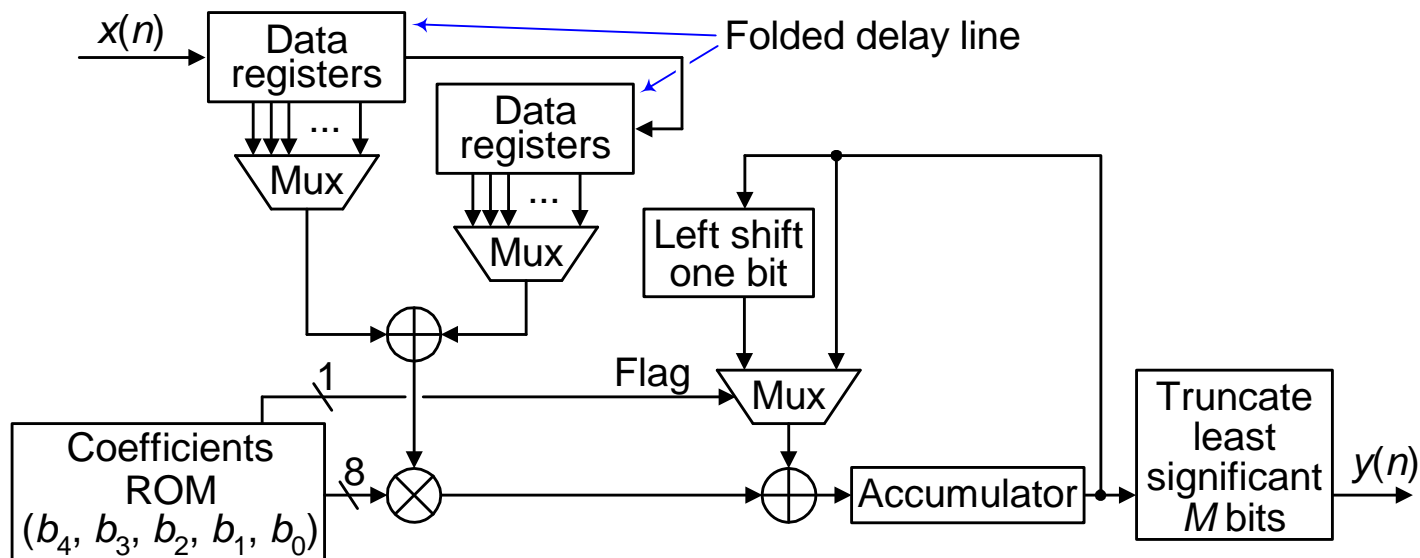 x(n)
Data
registers
Folded delay line
Data
registers
...
Mux
...
Mux
Left shift
one bit
1
Flag
Mux
Coefficients
ROM
(b4, b3, b2, b1, b0)
8
Accumulator
Truncate
least
significant
M bits
y(n)